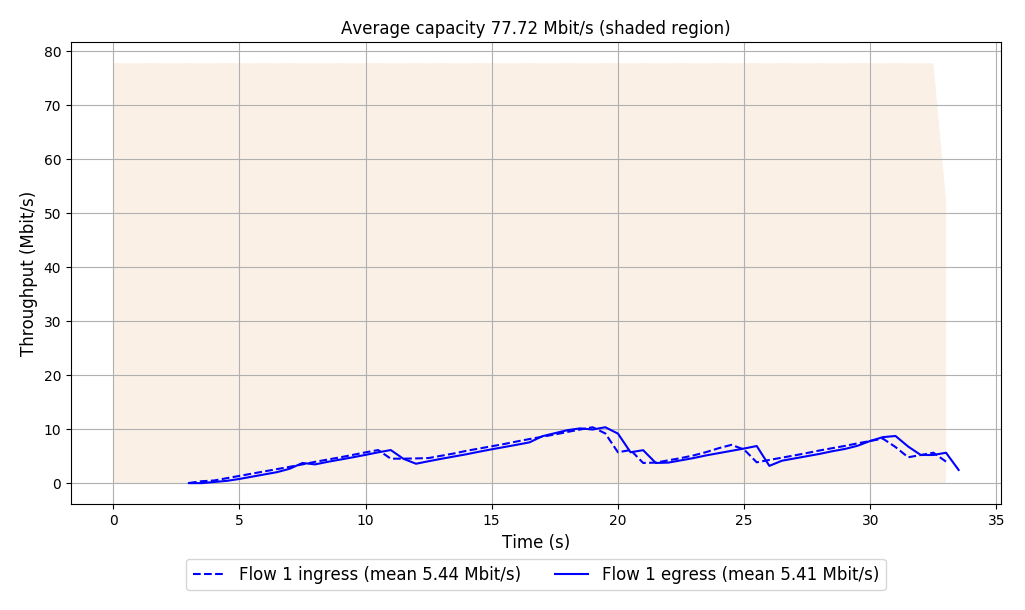 Average capacity 77.72 Mbit/s (shaded region)
Throughput (Mbit/s)
80
70
60
50
40
30
20
10
0
0 5 10 15 20 25 30 35
Time (s)
Flow 1 ingress (mean 5.44 Mbit/s) Flow 1 egress (mean 5.41 Mbit/s)